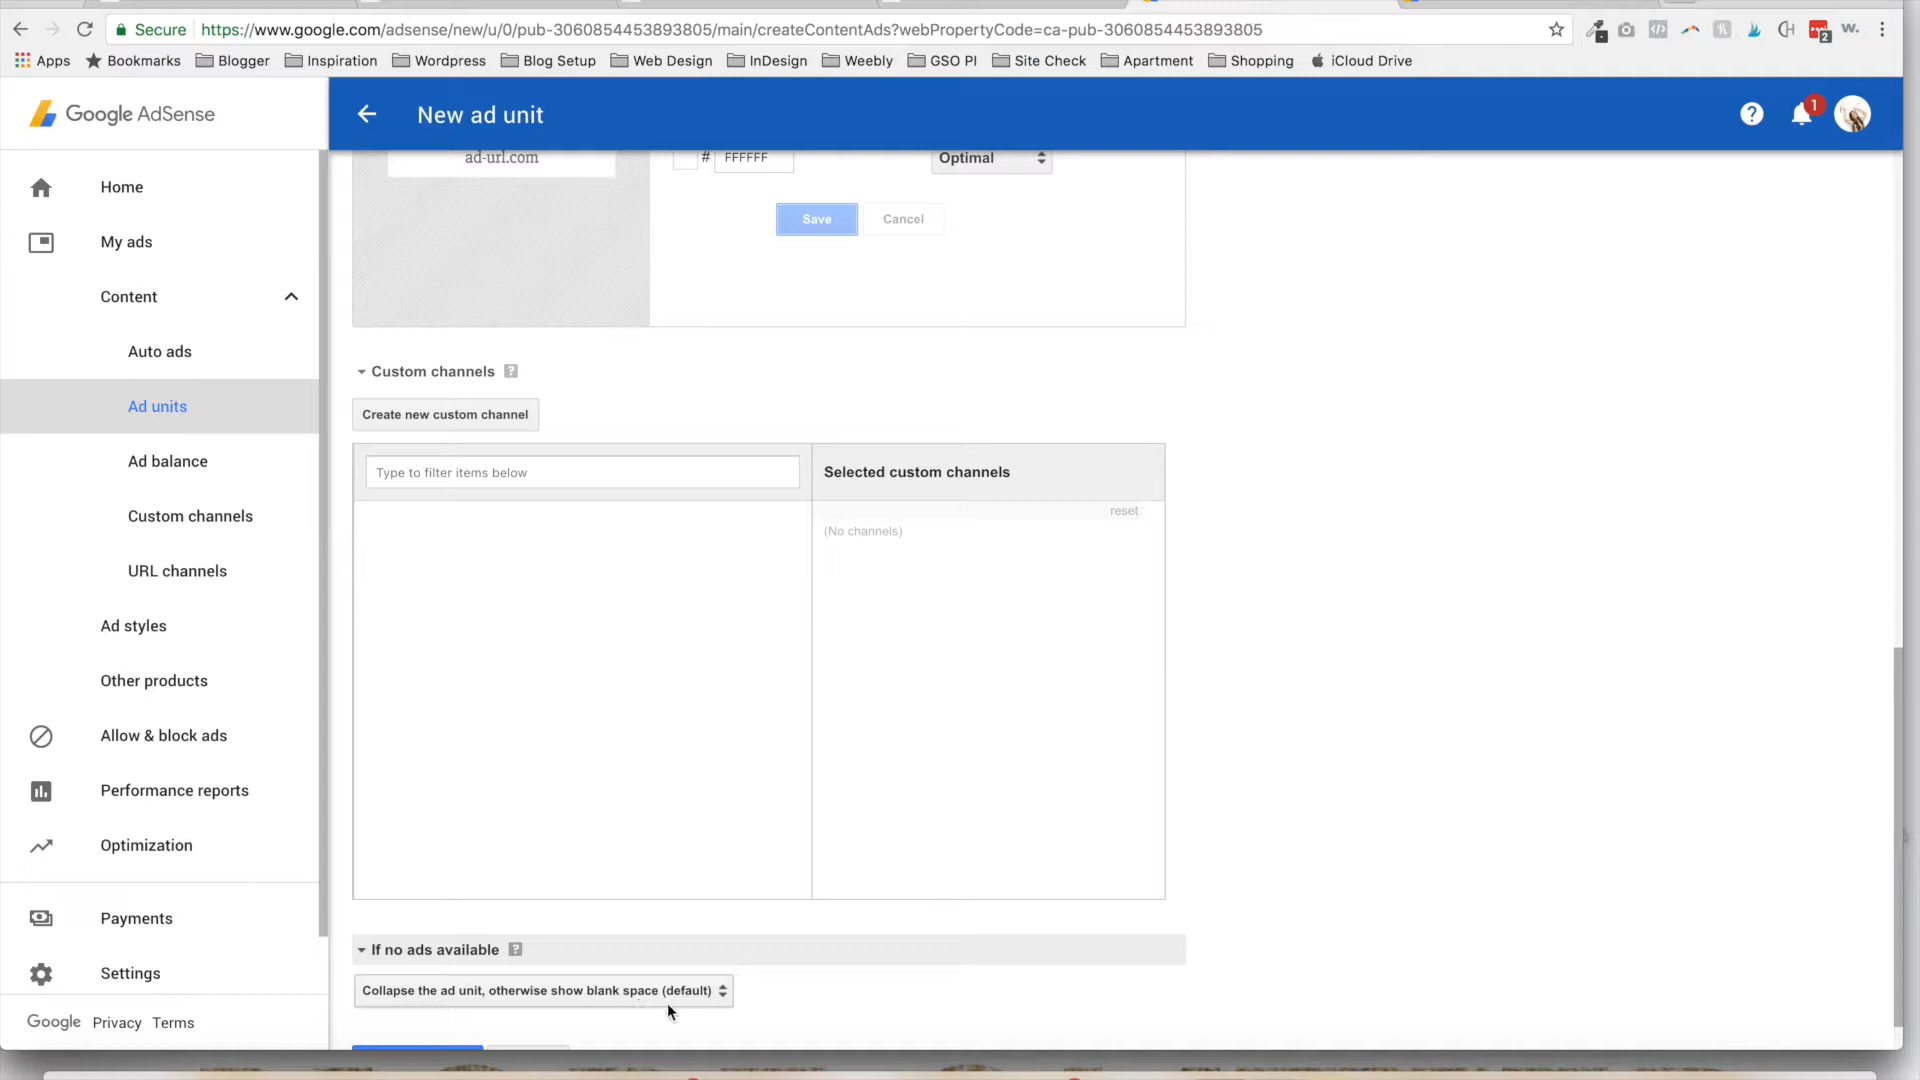 Secure https://www.google.com/adsense/new/u/0/pub-3060854453893805/main/createContentAds?webPropertyCode=ca-pub-3060854453893805
2
W.
Apps Bookmarks Blogger Inspiration Wordpress Blog Setup Web Design InDesign Weebly GSO PI Site Check Apartment Shopping iCloud Drive
Google AdSense
New ad unit
?
1
ad-url.com
# FFFFFF
Optimal
Save Cancel
Home
My ads
Content
Auto ads
Ad units
Ad balance
Custom channels
URL channels
Ad styles
Other products
Allow & block ads
Performance reports
Optimization
Payments
Settings
Google Privacy Terms
Custom channels ?
Create new custom channel
Type to filter items below
Selected custom channels
reset
(No channels)
If no ads available ?
Collapse the ad unit, otherwise show blank space (default)